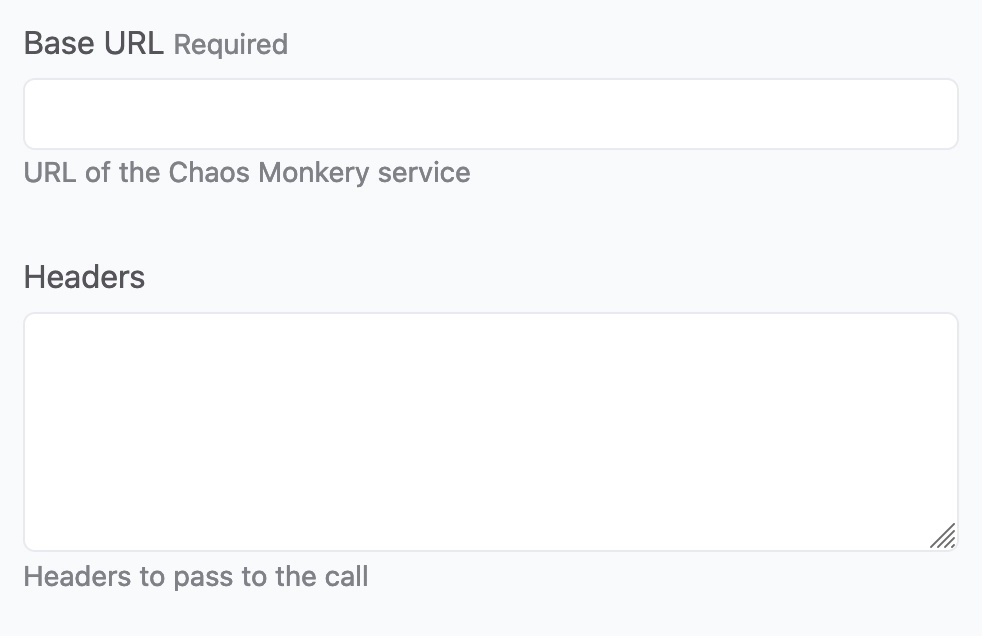 Base URL Required
URL of the Chaos Monkery service
Headers
Headers to pass to the call